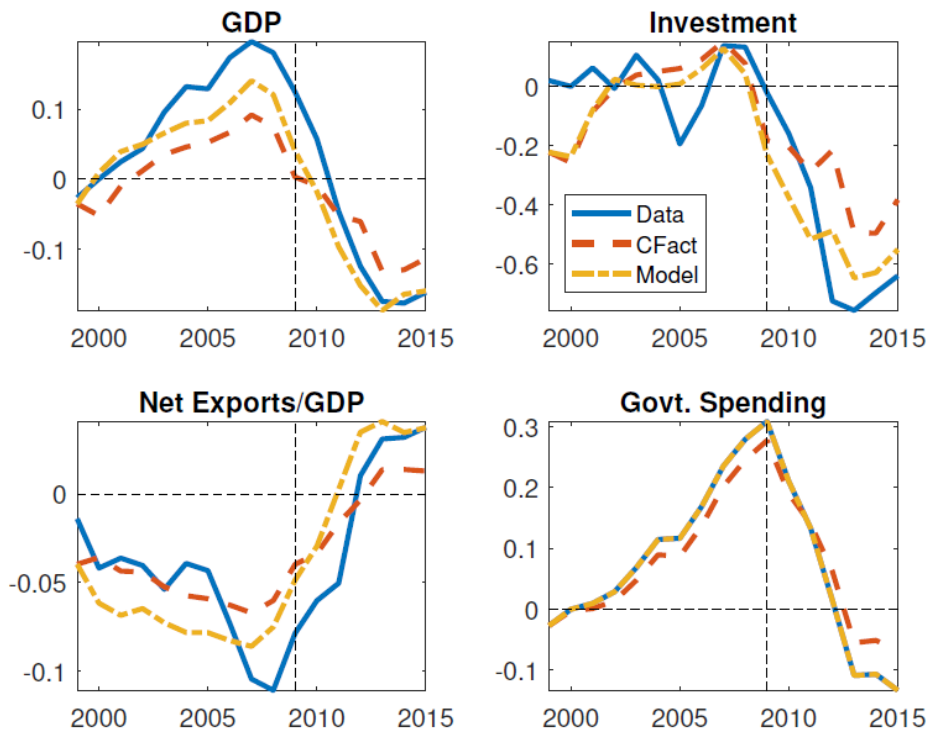 GDP
0.1
0
-0.1
2000 2005 2010 2015
Investment
0
-0.2
-0.4
-0.6
Data
CFact
Model
2000 2005 2010 2015
Net Exports/GDP
0
-0.05
-0.1
2000 2005 2010 2015
Govt. Spending
0.3
0.2
0.1
0
-0.1
2000 2005 2010 2015